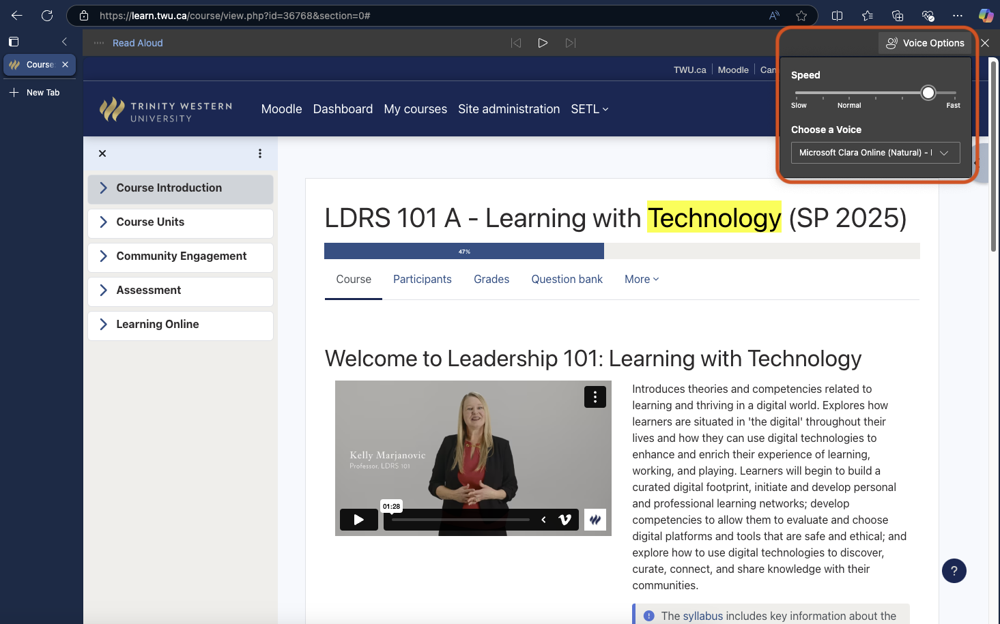 https://learn.twu.ca/course/view.php?id=36768&section=0#
Course
New Tab
Read Aloud
Voice Options
Speed
Slow
Normal
Fast
Choose a Voice
Microsoft Clara Online (Natural) -
TWU.ca
Moodle
TRINITY WESTERN
UNIVERSITY
Moodle
Dashboard
My courses
Site administration
SETL
Course Introduction
Course Units
Community Engagement
Assessment
Learning Online
LDRS 101 A - Learning with Technology (SP 2025)
47%
Course
Participants
Grades
Question bank
More
Welcome to Leadership 101: Learning with Technology
Kelly Marjanovic
Professor, LDRS 101
01:28
Introduces theories and competencies related to
learning and thriving in a digital world. Explores how
learners are situated in 'the digital' throughout their
lives and how they can use digital technologies to
enhance and enrich their experience of learning,
working, and playing. Learners will begin to build a
curated digital footprint, initiate and develop personal
and professional learning networks; develop
competencies to allow them to evaluate and choose
digital platforms and tools that are safe and ethical; and
explore how to use digital technologies to discover,
curate, connect, and share knowledge with their
communities.
The syllabus includes key information about the
?